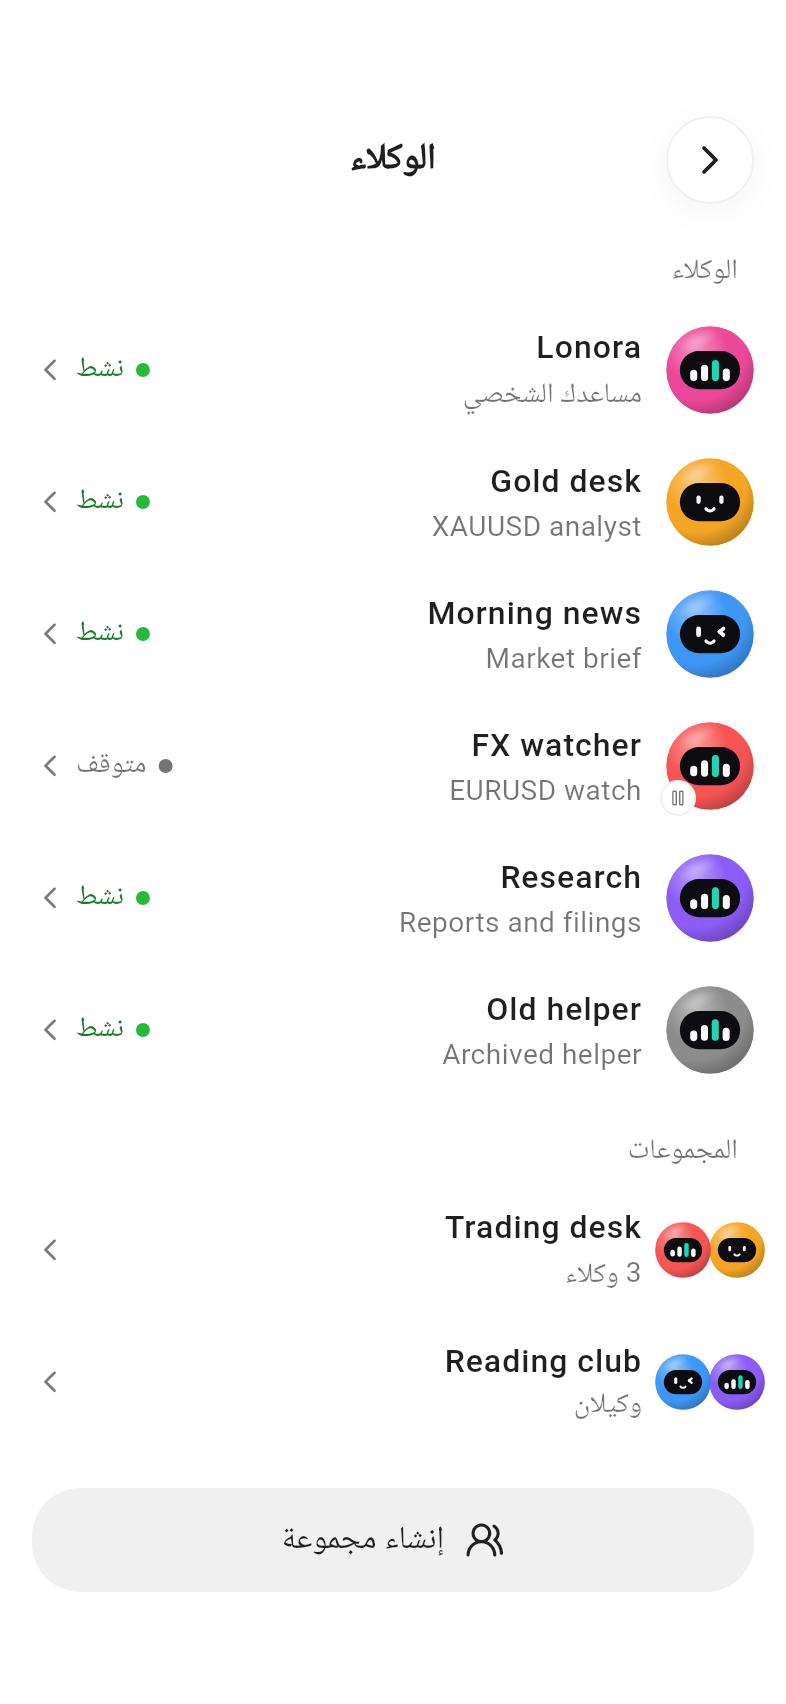 الوكلاء
الوكلاء
Lonora
مساعدك الشخصي
نشط
Gold desk
XAUUSD analyst
نشط
Morning news
Market brief
نشط
FX watcher
EURUSD watch
متوقف
Research
Reports and filings
نشط
Old helper
Archived helper
نشط
المجموعات
Trading desk
3 وكلاء
Reading club
وكيلان
إنشاء مجموعة